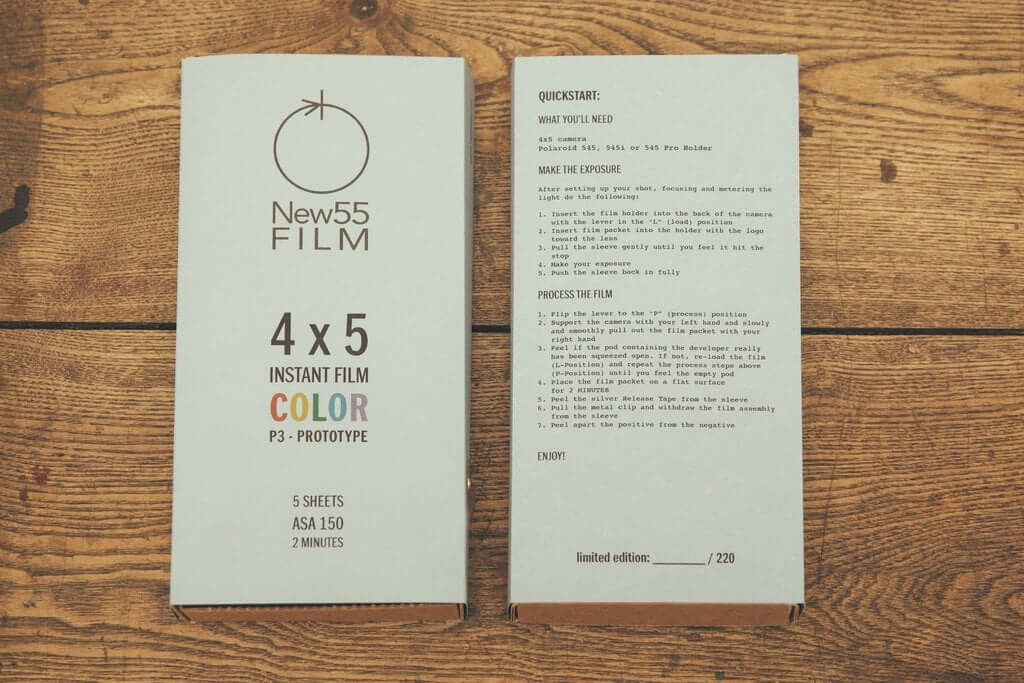 New55
FILM
4 x 5
INSTANT FILM
COLOR
P3 - PROTOTYPE
5 SHEETS
ASA 150
2 MINUTES
QUICKSTART:
WHAT YOU'LL NEED
4x5 camera
Polaroid 545, 545i or 545 Pro Holder
MAKE THE EXPOSURE
After setting up your shot, focusing and metering the
light do the following:
1. Insert the film holder into the back of the camera
with the lever in the "L" (load) position
2. Insert film packet into the holder with the logo
toward the lens
3. Pull the sleeve gently until you feel it hit the
stop
4. Make your exposure
5. Push the sleeve back in fully
PROCESS THE FILM
1. Flip the lever to the "P" (process) position
2. Support the camera with your left hand and slowly
and smoothly pull out the film packet with your
right hand
3. Feel if the pod containing the developer really
has been squeezed open. If not, re-load the film
(L-Position) and repeat the process steps above
(P-Position) until you feel the empty pod
4. Place the film packet on a flat surface
for 2 MINUTES
5. Peel the silver Release Tape from the sleeve
6. Pull the metal clip and withdraw the film assembly
from the sleeve
7. Peel apart the positive from the negative
ENJOY!
limited edition: ________ / 220